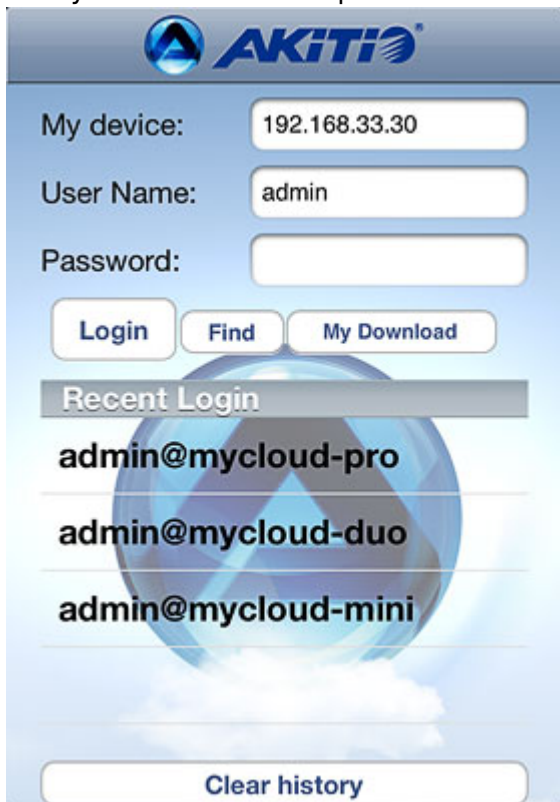 AKiTiO
My device: 192.168.33.30
User Name: admin
Password:
Login Find My Download
Recent Login
admin@mycloud-pro
admin@mycloud-duo
admin@mycloud-mini
Clear history